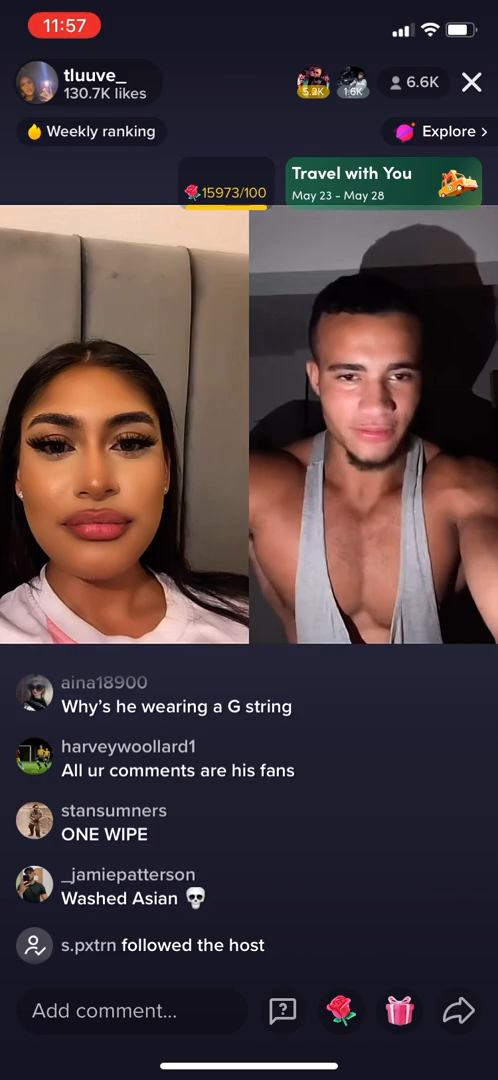 11:57
tluuve_
130.7K likes
5.2K
1.6K
6.6K
Weekly ranking
Explore >
15973/100
Travel with You
May 23 - May 28
aina18900
Why's he wearing a G string
harveywoollard1
All ur comments are his fans
stansumners
ONE WIPE
_jamiepatterson
Washed Asian 💀
s.pxtrn followed the host
Add comment...